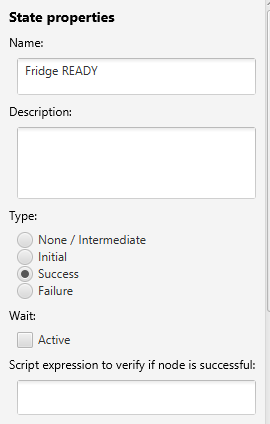 State properties
Name:
Fridge READY
Description:
Type:
None / Intermediate
Initial
Success
Failure
Wait:
Active
Script expression to verify if node is successful: